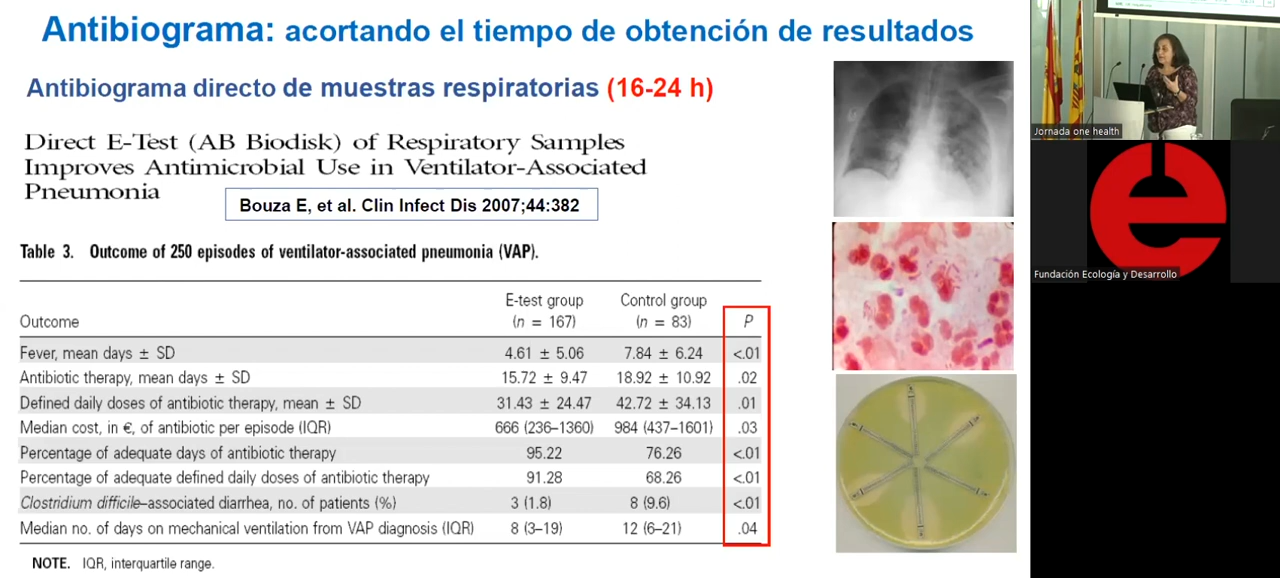 Antibiograma: acortando el tiempo de obtención de resultados
Antibiograma directo de muestras respiratorias (16-24 h)
Direct E-Test (AB Biodisk) of Respiratory Samples
Improves Antimicrobial Use in Ventilator-Associated
Pneumonia
Bouza E, et al. Clin Infect Dis 2007;44:382
Table 3. Outcome of 250 episodes of ventilator-associated pneumonia (VAP).
E-test group Control group
Outcome (n = 167) (n = 83) P
Fever, mean days ± SD 4.61 ± 5.06 7.84 ± 6.24 <.01
Antibiotic therapy, mean days ± SD 15.72 ± 9.47 18.92 ± 10.92 .02
Defined daily doses of antibiotic therapy, mean ± SD 31.43 ± 24.47 42.72 ± 34.13 .01
Median cost, in €, of antibiotic per episode (IQR) 666 (236–1360) 984 (437–1601) .03
Percentage of adequate days of antibiotic therapy 95.22 76.26 <.01
Percentage of adequate defined daily doses of antibiotic therapy 91.28 68.26 <.01
Clostridium difficile–associated diarrhea, no. of patients (%) 3 (1.8) 8 (9.6) <.01
Median no. of days on mechanical ventilation from VAP diagnosis (IQR) 8 (3–19) 12 (6–21) .04
NOTE. IQR, interquartile range.
Jornada one health
e
Fundación Ecología y Desarrollo